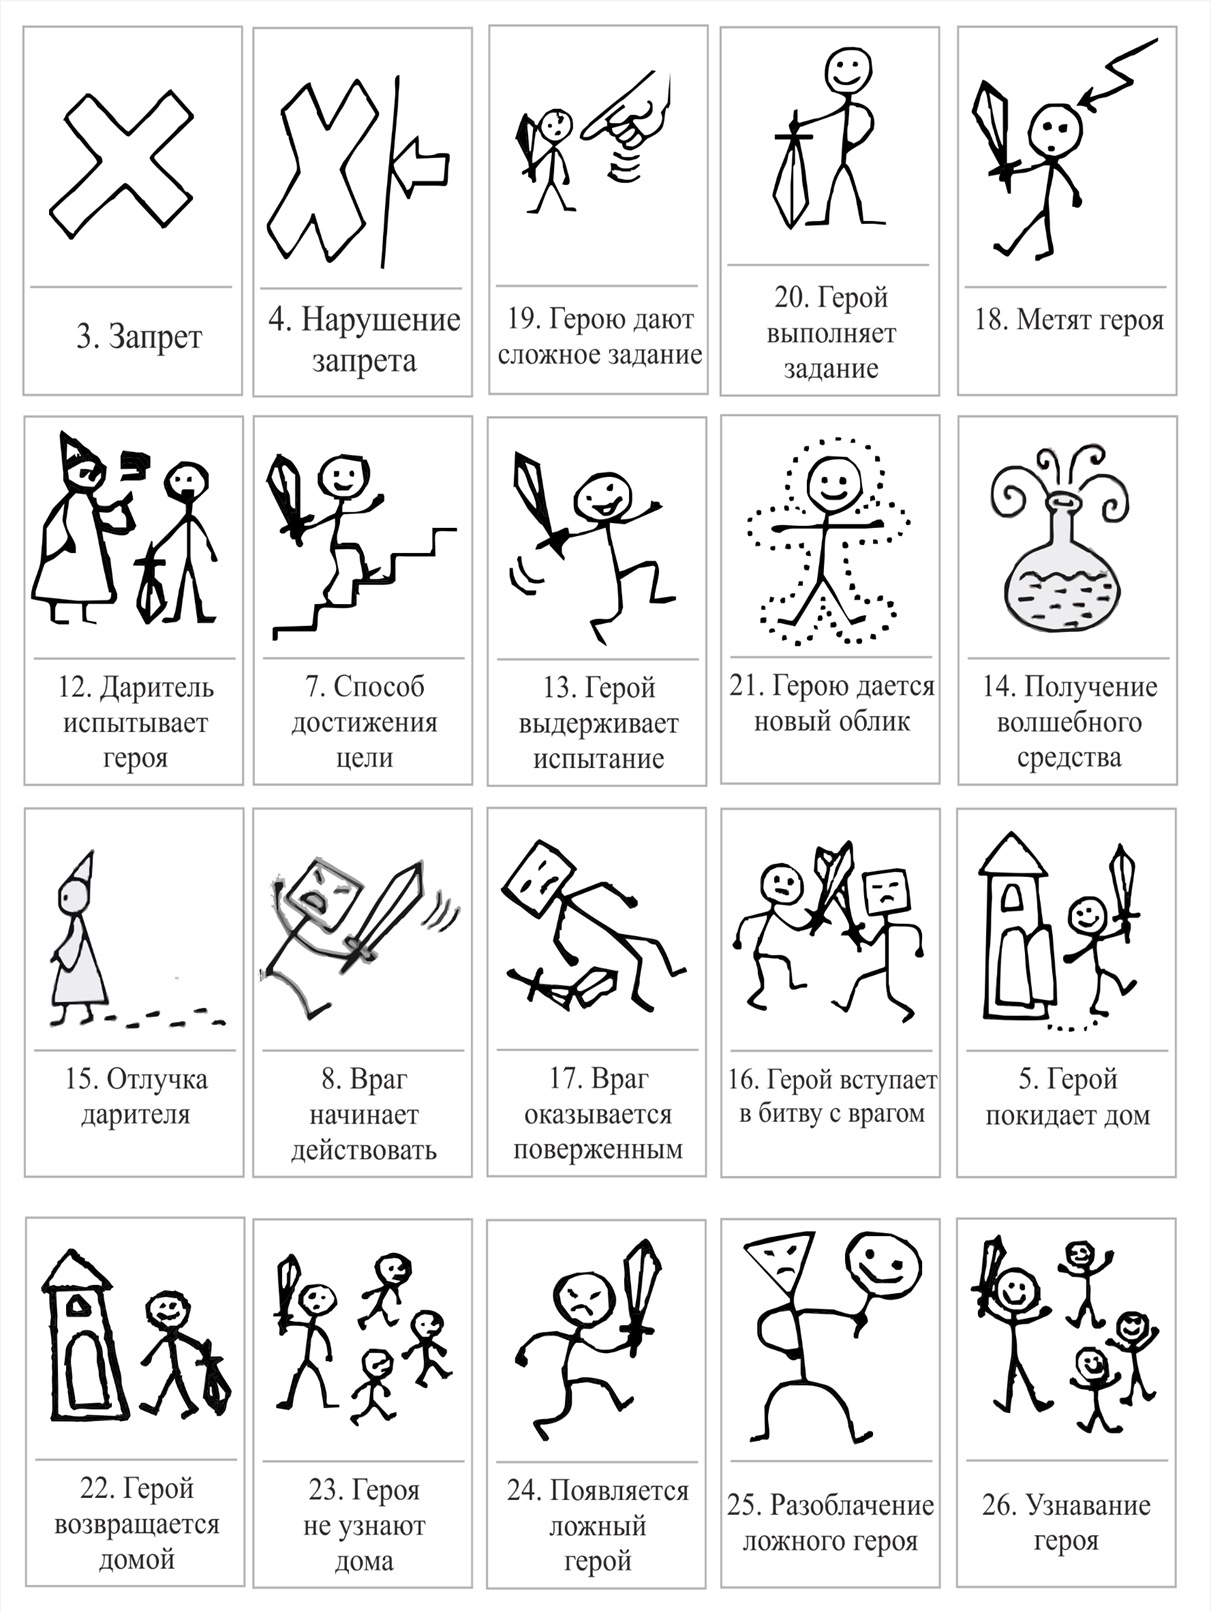 3. Запрет
4. Нарушение
запрета
19. Герою дают
сложное задание
20. Герой
выполняет
задание
18. Метят героя
12. Даритель
испытывает
героя
7. Способ
достижения
цели
13. Герой
выдерживает
испытание
21. Герою дается
новый облик
14. Получение
волшебного
средства
15. Отлучка
дарителя
8. Враг
начинает
действовать
17. Враг
оказывается
поверженным
16. Герой вступает
в битву с врагом
5. Герой
покидает дом
22. Герой
возвращается
домой
23. Героя
не узнают
дома
24. Появляется
ложный
герой
25. Разоблачение
ложного героя
26. Узнавание
героя